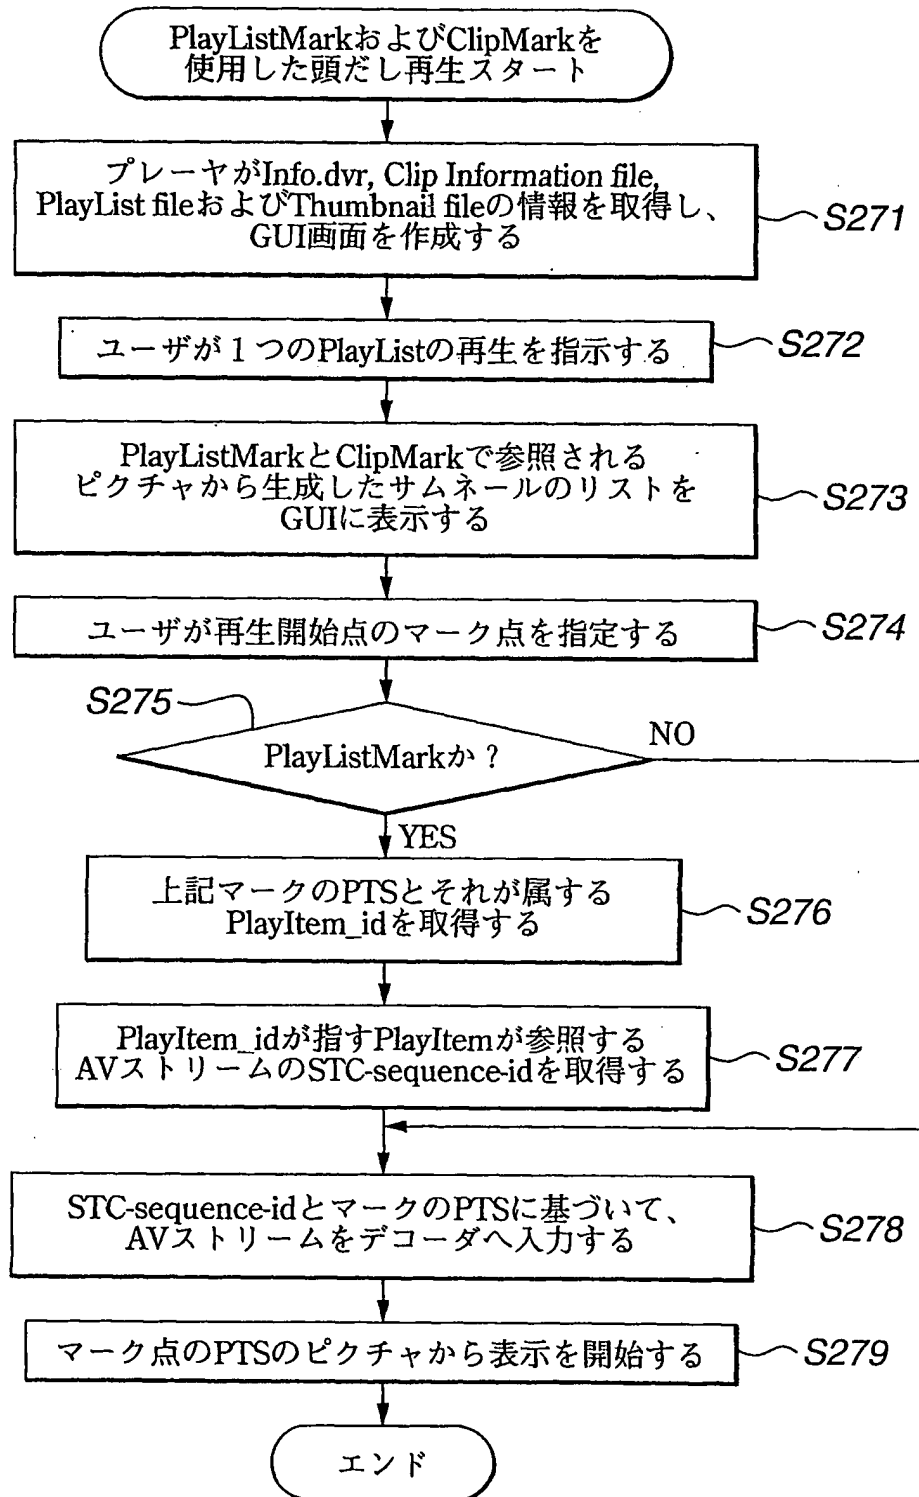 PlayListMarkおよびClipMarkを
使用した頭だし再生スタート
プレーヤがInfo.dvr, Clip Information file,
PlayList fileおよびThumbnail fileの情報を取得し、
GUI画面を作成する
S271
ユーザが1つのPlayListの再生を指示する
S272
PlayListMarkとClipMarkで参照される
ピクチャから生成したサムネールのリストを
GUIに表示する
S273
ユーザが再生開始点のマーク点を指定する
S274
S275
PlayListMarkか?
NO
YES
上記マークのPTSとそれが属する
PlayItem_idを取得する
S276
PlayItem_idが指すPlayItemが参照する
AVストリームのSTC-sequence-idを取得する
S277
STC-sequence-idとマークのPTSに基づいて、
AVストリームをデコーダへ入力する
S278
マーク点のPTSのピクチャから表示を開始する
S279
エンド